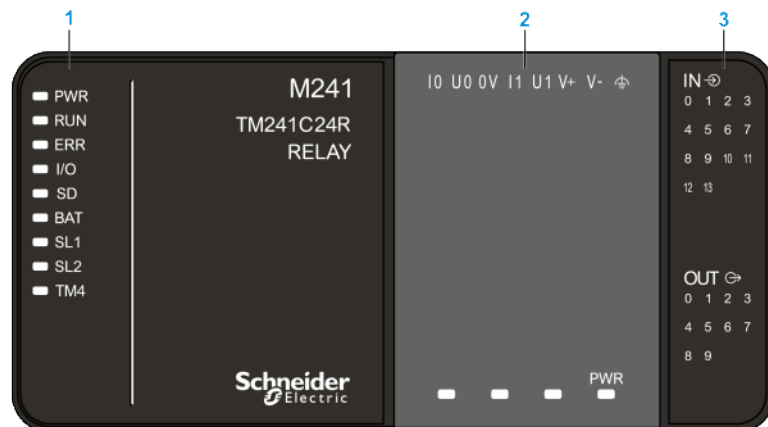 1
2
3
M241
TM241C24R
RELAY
PWR
RUN
ERR
I/O
SD
BAT
SL1
SL2
TM4
Schneider
Electric
I0 U0 0V I1 U1 V+ V-
PWR
IN
0 1 2 3
4 5 6 7
8 9 10 11
12 13
OUT
0 1 2 3
4 5 6 7
8 9